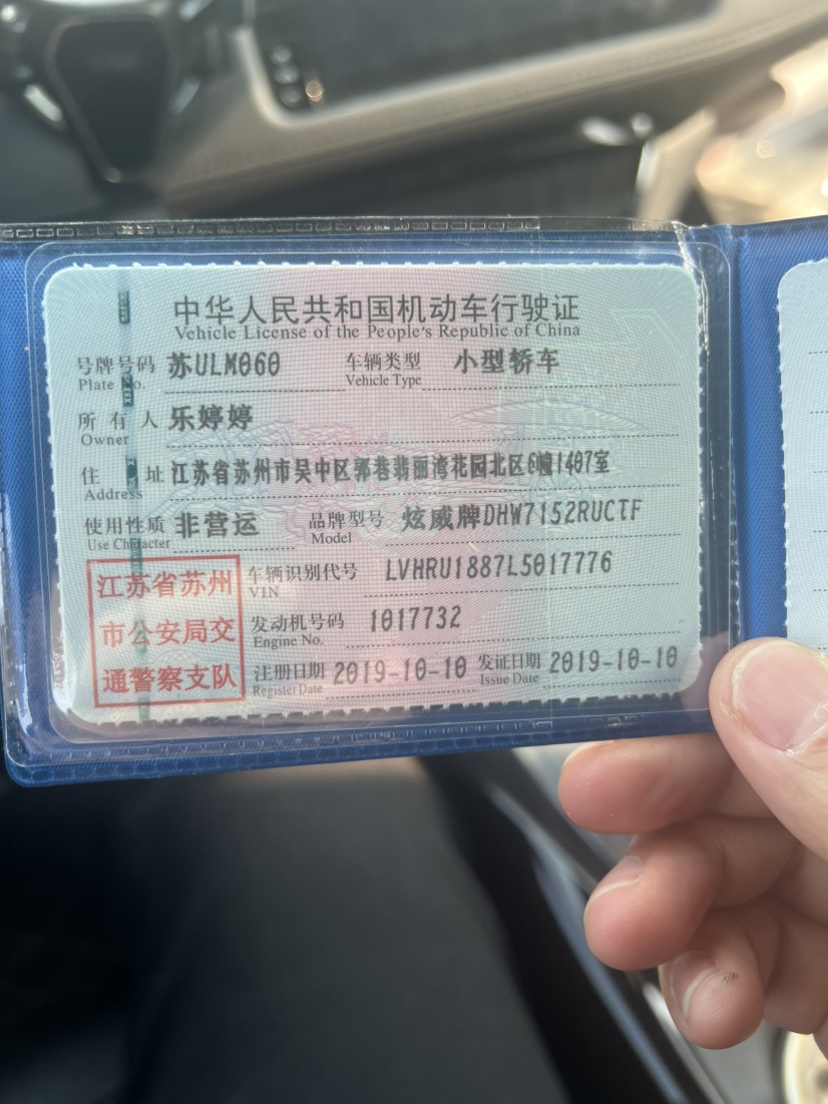 中华人民共和国机动车行驶证
Vehicle License of the People's Republic of China
号牌号码 苏ULM060 车辆类型 小型轿车
Plate No. Vehicle Type
所有人 乐婷婷
Owner
住址 江苏省苏州市吴中区郭巷翡丽湾花园北区6幢1407室
Address
使用性质 非营运 品牌型号 炫威牌DHW7152RUCTF
Use Character Model
江苏省苏州
市公安局交
通警察支队
车辆识别代号 LVHRU1887L5017776
VIN
发动机号码 1017732
Engine No.
注册日期 2019-10-10 发证日期 2019-10-10
Register Date Issue Date